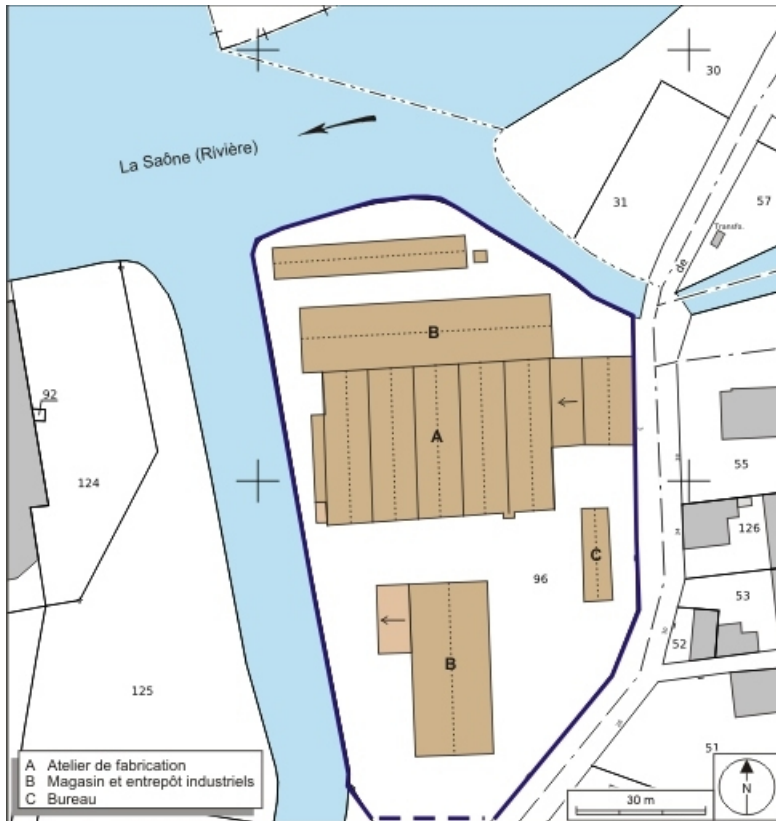 30
La Saône (Rivière)
31
57
Transfo.
de
B
92
A
124
55
126
C
96
53
52
B
125
51
A Atelier de fabrication
B Magasin et entrepôt industriels
C Bureau
30 m
N